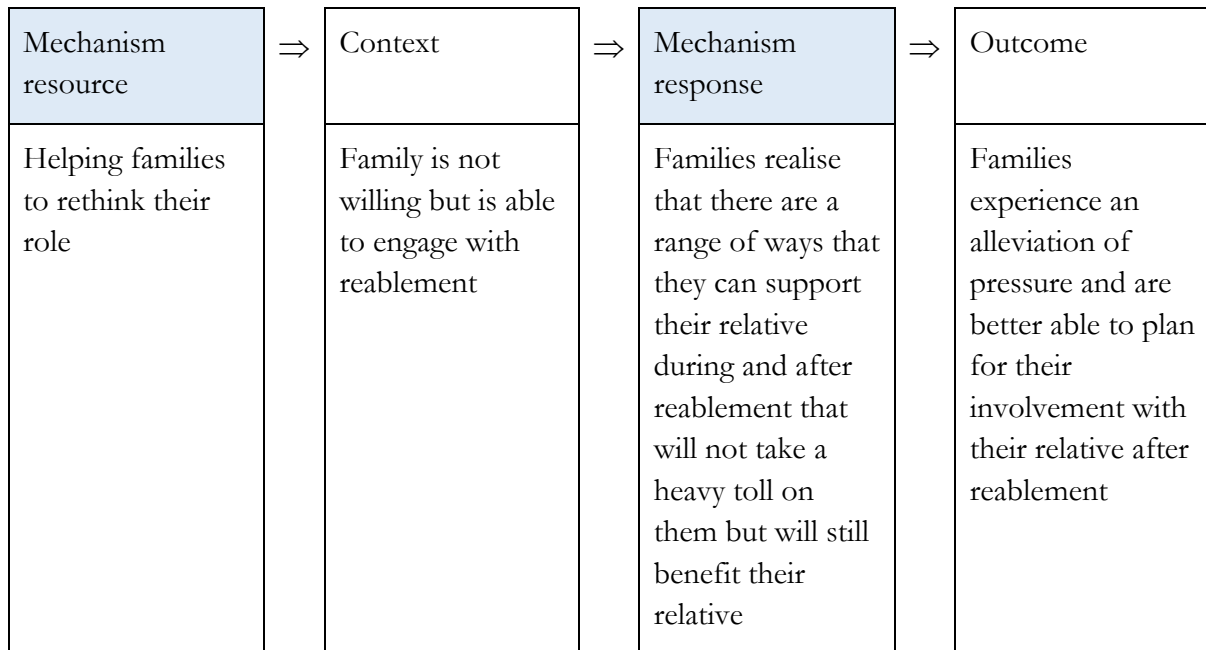 Mechanism
resource
⇒
Context
⇒
Mechanism
response
⇒
Outcome
Helping families
to rethink their
role
Family is not
willing but is able
to engage with
reablement
Families realise
that there are a
range of ways that
they can support
their relative
during and after
reablement that
will not take a
heavy toll on
them but will still
benefit their
relative
Families
experience an
alleviation of
pressure and are
better able to plan
for their
involvement with
their relative after
reablement